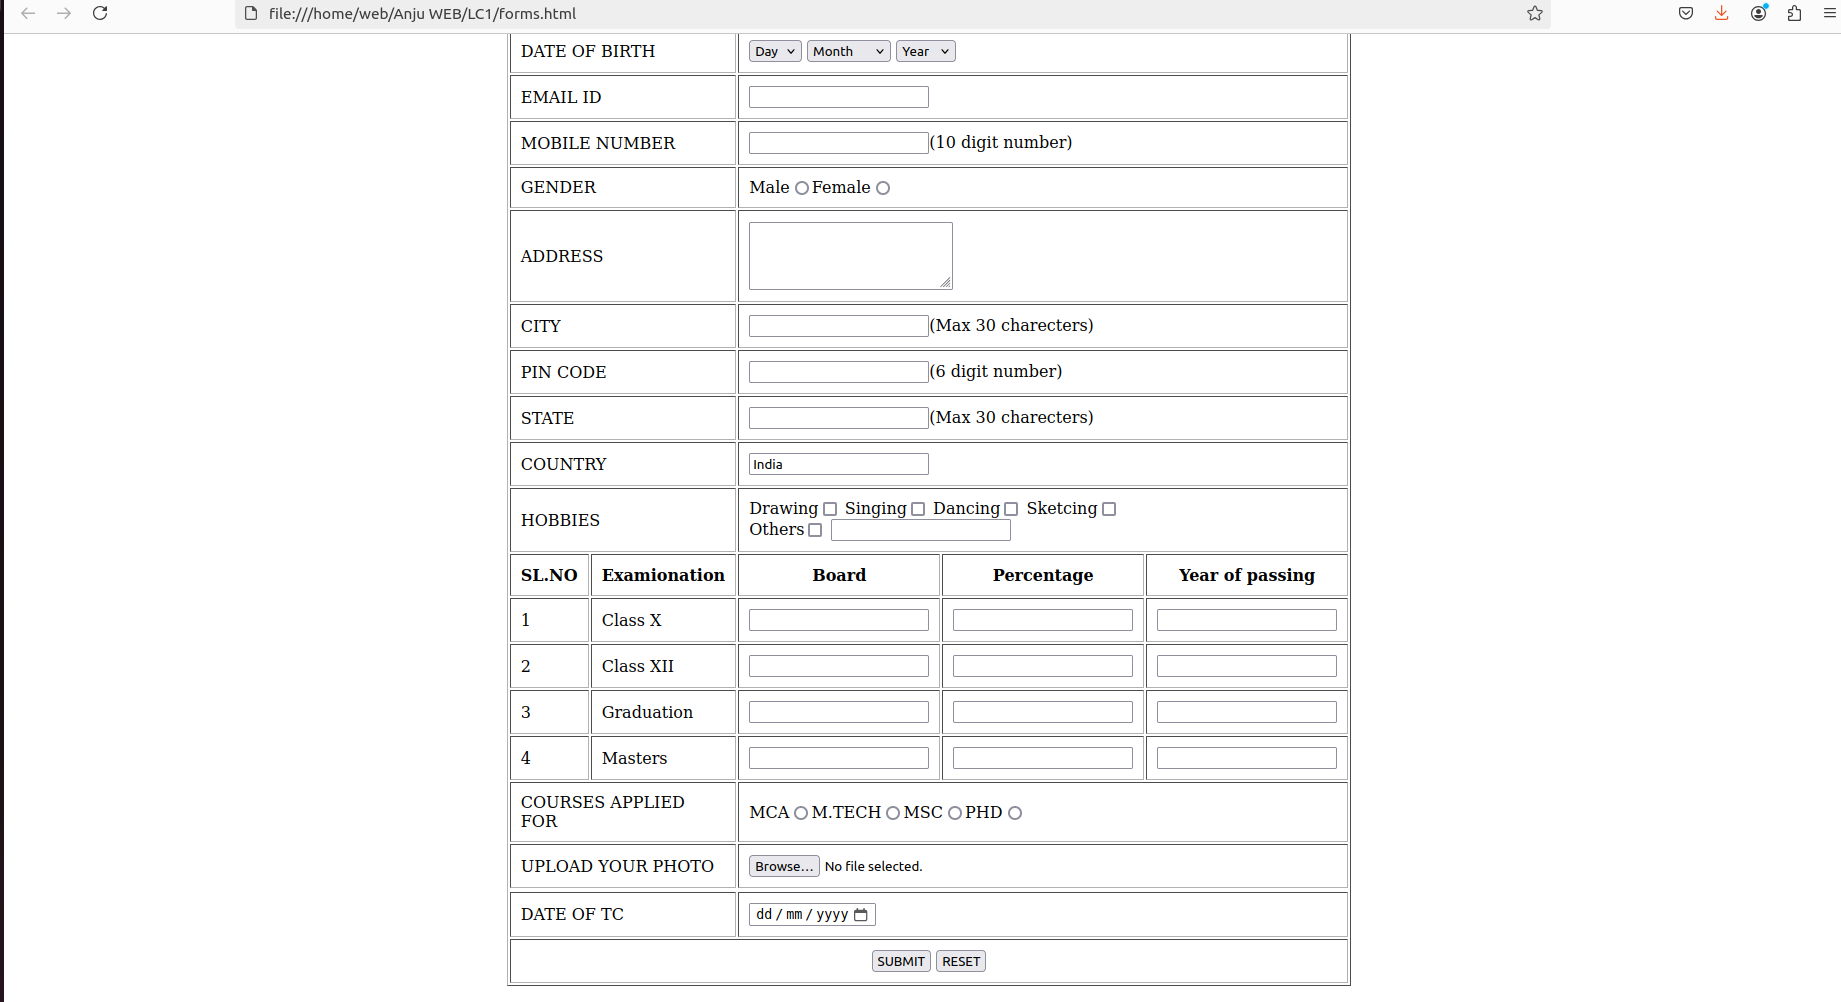 file:///home/web/Anju WEB/LC1/forms.html
DATE OF BIRTH Day Month Year
EMAIL ID
MOBILE NUMBER (10 digit number)
GENDER Male Female
ADDRESS
CITY (Max 30 charecters)
PIN CODE (6 digit number)
STATE (Max 30 charecters)
COUNTRY India
HOBBIES Drawing Singing Dancing Sketcing
Others
SL.NO Examionation Board Percentage Year of passing
1 Class X
2 Class XII
3 Graduation
4 Masters
COURSES APPLIED
FOR
MCA M.TECH MSC PHD
UPLOAD YOUR PHOTO Browse... No file selected.
DATE OF TC dd / mm / yyyy
SUBMIT RESET